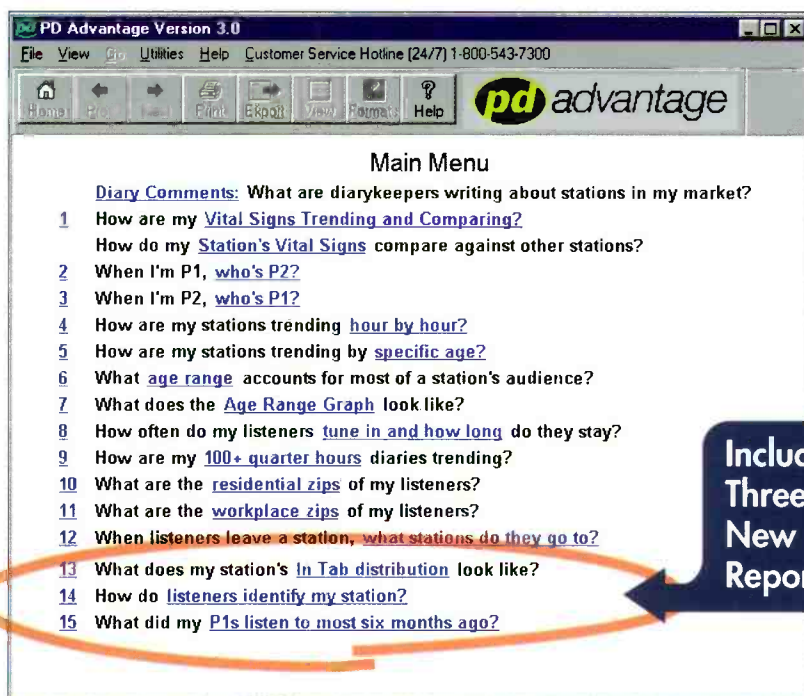 pd PD Advantage Version 3.0
File View Go Utilities Help Customer Service Hotline (24/7) 1-800-543-7300
Home Print Export View Formats Help pd advantage
Main Menu
Diary Comments: What are diarykeepers writing about stations in my market?
1 How are my Vital Signs Trending and Comparing?
How do my Station's Vital Signs compare against other stations?
2 When I'm P1, who's P2?
3 When I'm P2, who's P1?
4 How are my stations trending hour by hour?
5 How are my stations trending by specific age?
6 What age range accounts for most of a station's audience?
7 What does the Age Range Graph look like?
8 How often do my listeners tune in and how long do they stay?
9 How are my 100+ quarter hours diaries trending?
10 What are the residential zips of my listeners?
11 What are the workplace zips of my listeners?
12 When listeners leave a station, what stations do they go to?
13 What does my station's In Tab distribution look like?
14 How do listeners identify my station?
15 What did my P1s listen to most six months ago?
Includ
Three
New
Repor